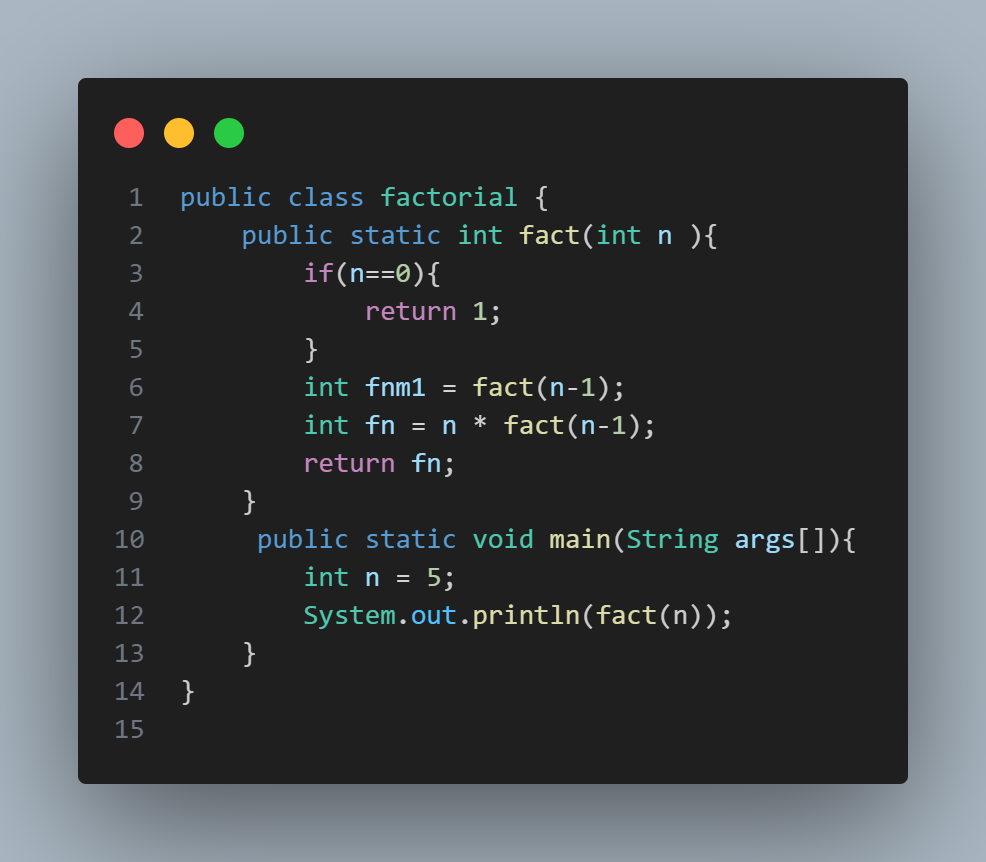 1 public class factorial {
2     public static int fact(int n ){
3         if(n==0){
4             return 1;
5         }
6         int fnm1 = fact(n-1);
7         int fn = n * fact(n-1);
8         return fn;
9     }
10      public static void main(String args[]){
11         int n = 5;
12         System.out.println(fact(n));
13     }
14 }
15